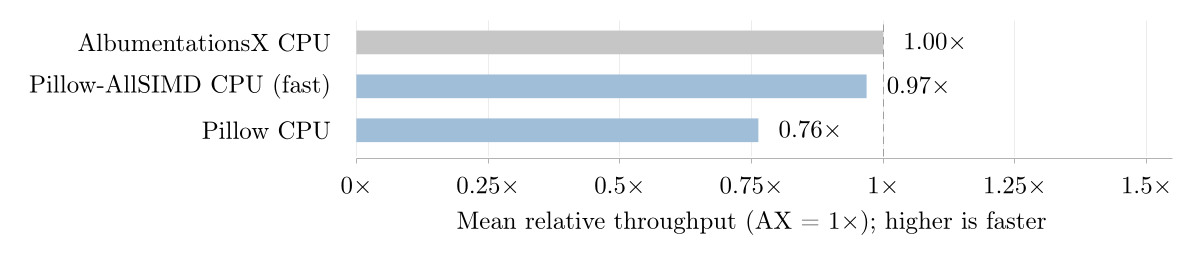 AlbumentationsX CPU 1.00×
Pillow-AllSIMD CPU (fast) 0.97×
Pillow CPU 0.76×
0× 0.25× 0.5× 0.75× 1× 1.25× 1.5×
Mean relative throughput (AX = 1×); higher is faster